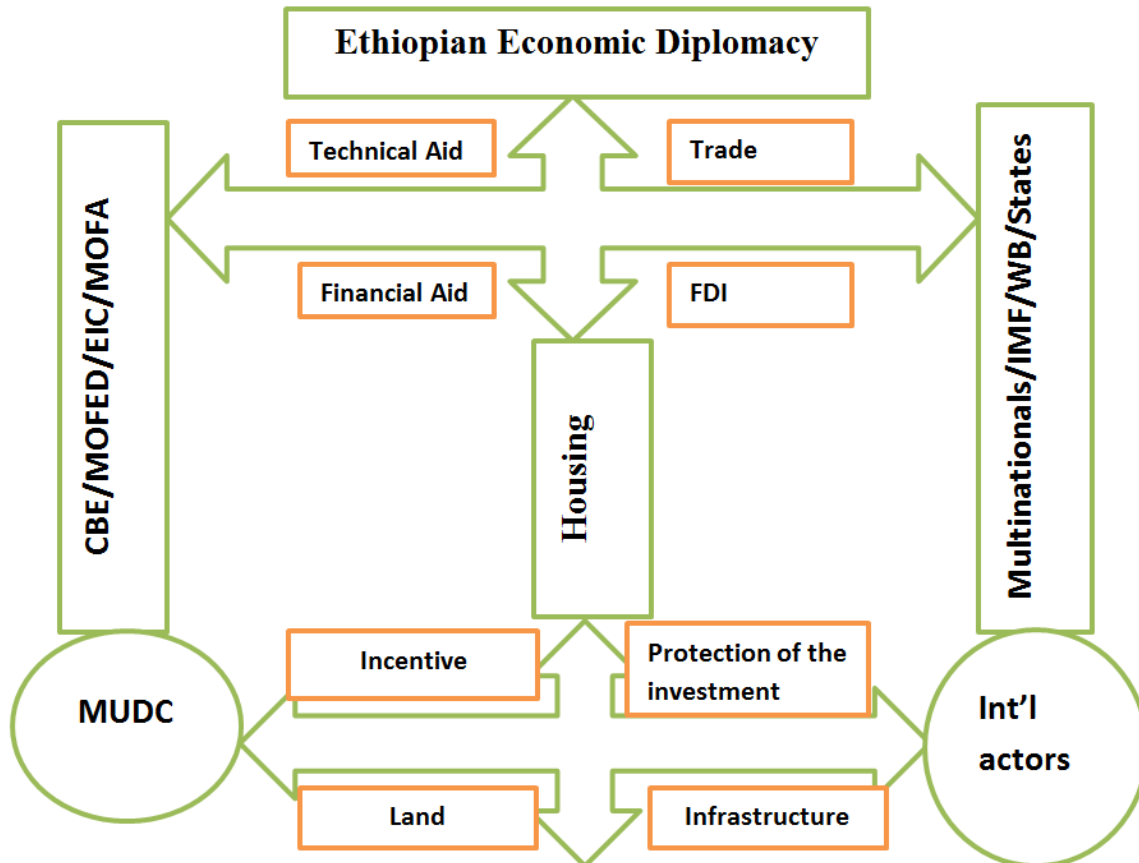 Ethiopian Economic Diplomacy
Technical Aid
Trade
CBE/MOFED/EIC/MOFA
Multinationals/IMF/WB/States
Financial Aid
FDI
Housing
Incentive
Protection of the
investment
MUDC
Int’l
actors
Land
Infrastructure